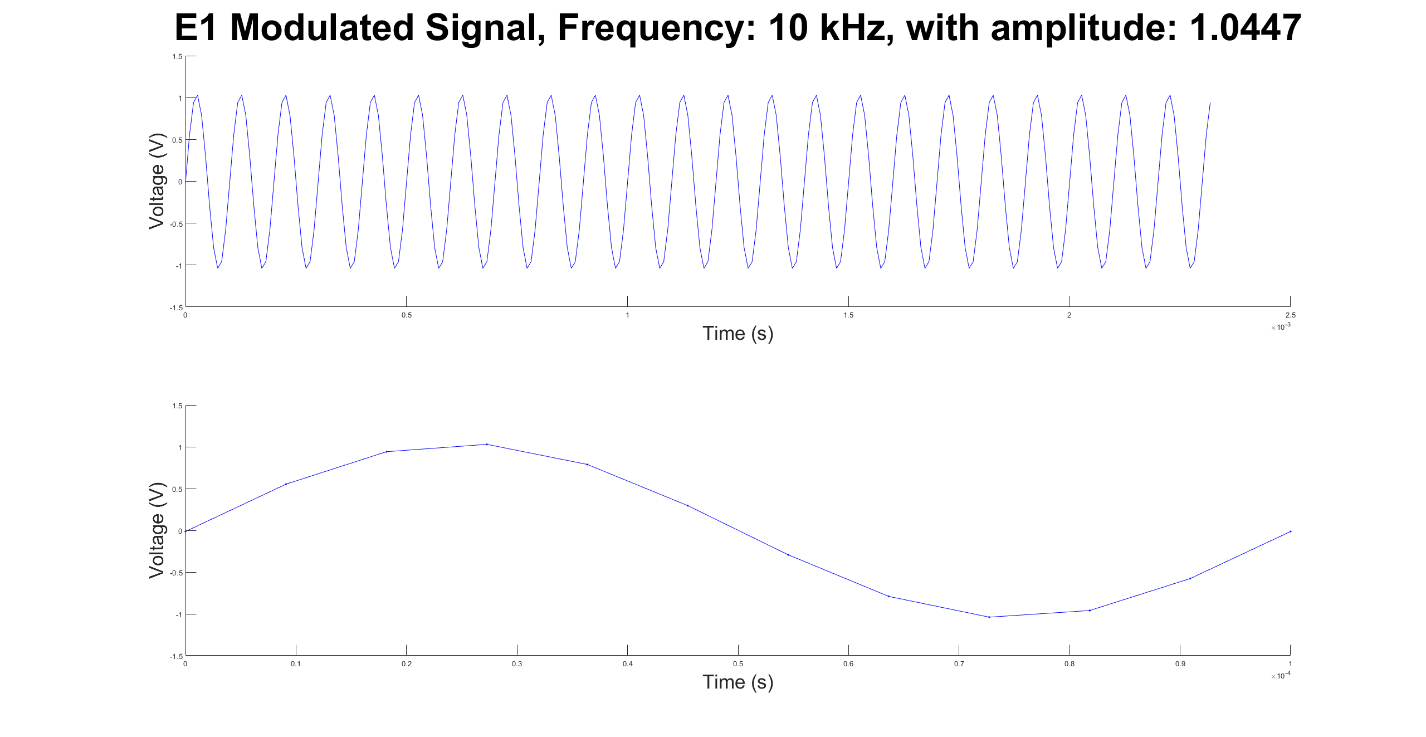 E1 Modulated Signal, Frequency: 10 kHz, with amplitude: 1.0447
1.5
1
0.5
0
-0.5
-1
-1.5
Voltage (V)
0 0.5 1 1.5 2 2.5
×10-3
Time (s)
1.5
1
0.5
0
-0.5
-1
-1.5
Voltage (V)
0 0.1 0.2 0.3 0.4 0.5 0.6 0.7 0.8 0.9 1
×10-4
Time (s)